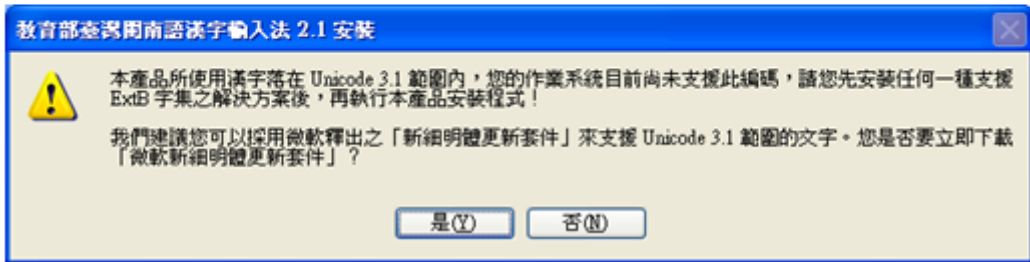 教育部臺灣閩南語漢字輸入法 2.1 安裝
本產品所使用漢字落在 Unicode 3.1 範圍內，您的作業系統目前尚未支援此編碼，請您先安裝任何一種支援
ExtB 字集之解決方案後，再執行本產品安裝程式！
我們建議您可以採用微軟釋出之「新細明體更新套件」來支援 Unicode 3.1 範圍的文字。您是否要立即下載
「微軟新細明體更新套件」？
是(Y)
否(N)